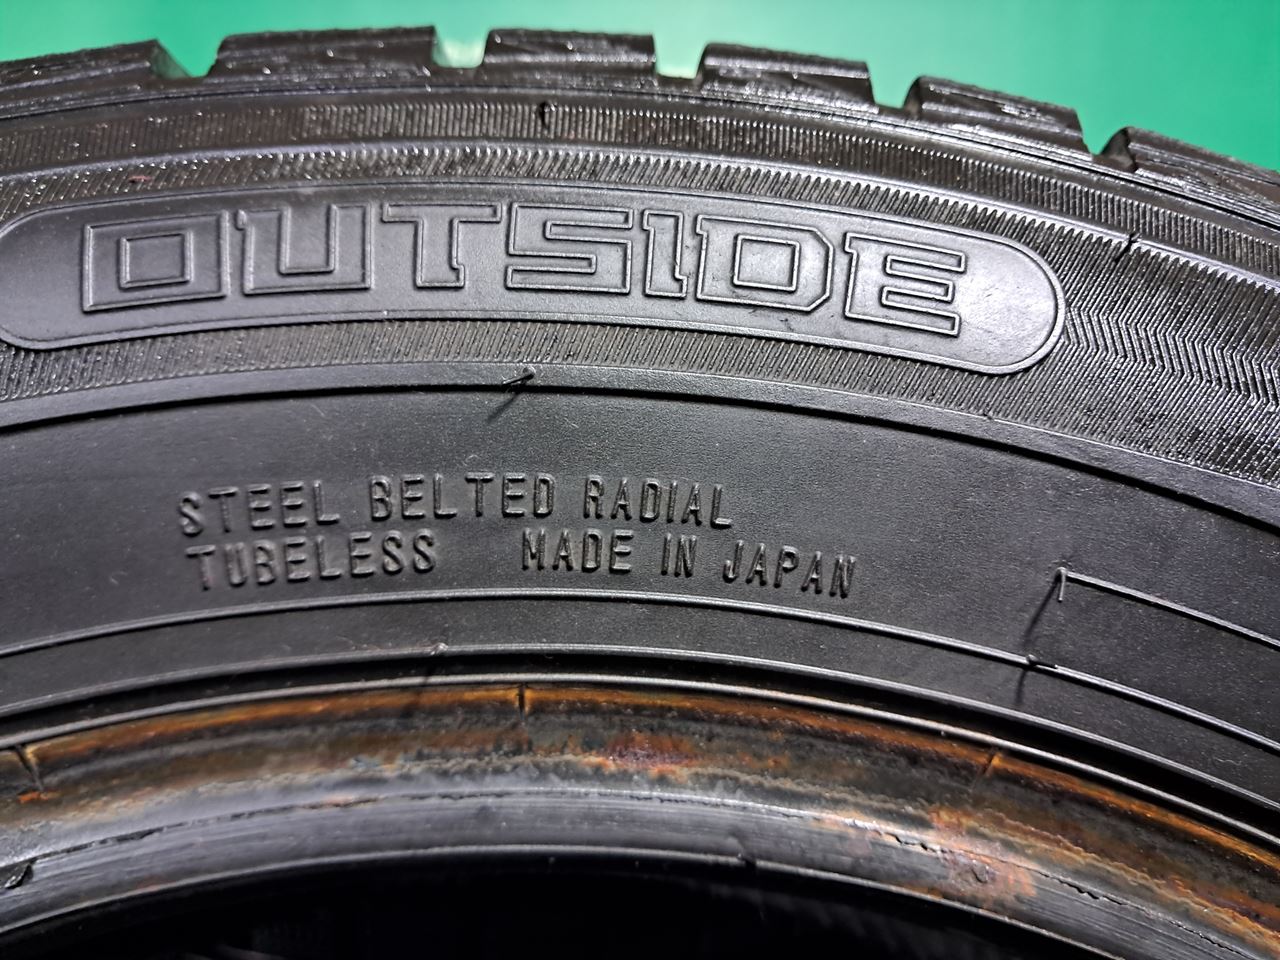 OUTSIDE
STEEL BELTED RADIAL
TUBELESS MADE IN JAPAN